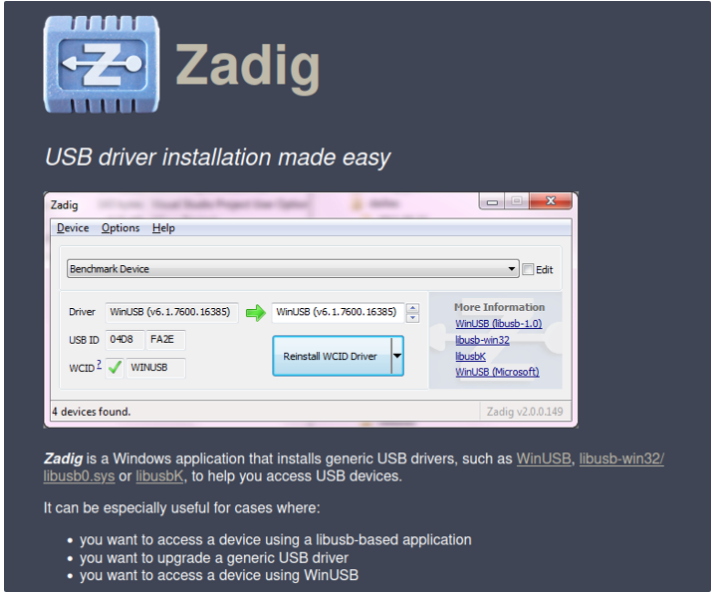 Z
Zadig
USB driver installation made easy
Zadig
Device Options Help
Benchmark Device
Edit
Driver WinUSB (v6.1.7600.16385) WinUSB (v6.1.7600.16385)
USB ID 04D8 FA2E
WCID ? WINUSB
Reinstall WCID Driver
More Information
WinUSB (libusb-1.0)
libusb-win32
libusbK
WinUSB (Microsoft)
4 devices found.
Zadig v2.0.0.149
Zadig is a Windows application that installs generic USB drivers, such as WinUSB, libusb-win32/
libusb0.sys or libusbK, to help you access USB devices.
It can be especially useful for cases where:
• you want to access a device using a libusb-based application
• you want to upgrade a generic USB driver
• you want to access a device using WinUSB